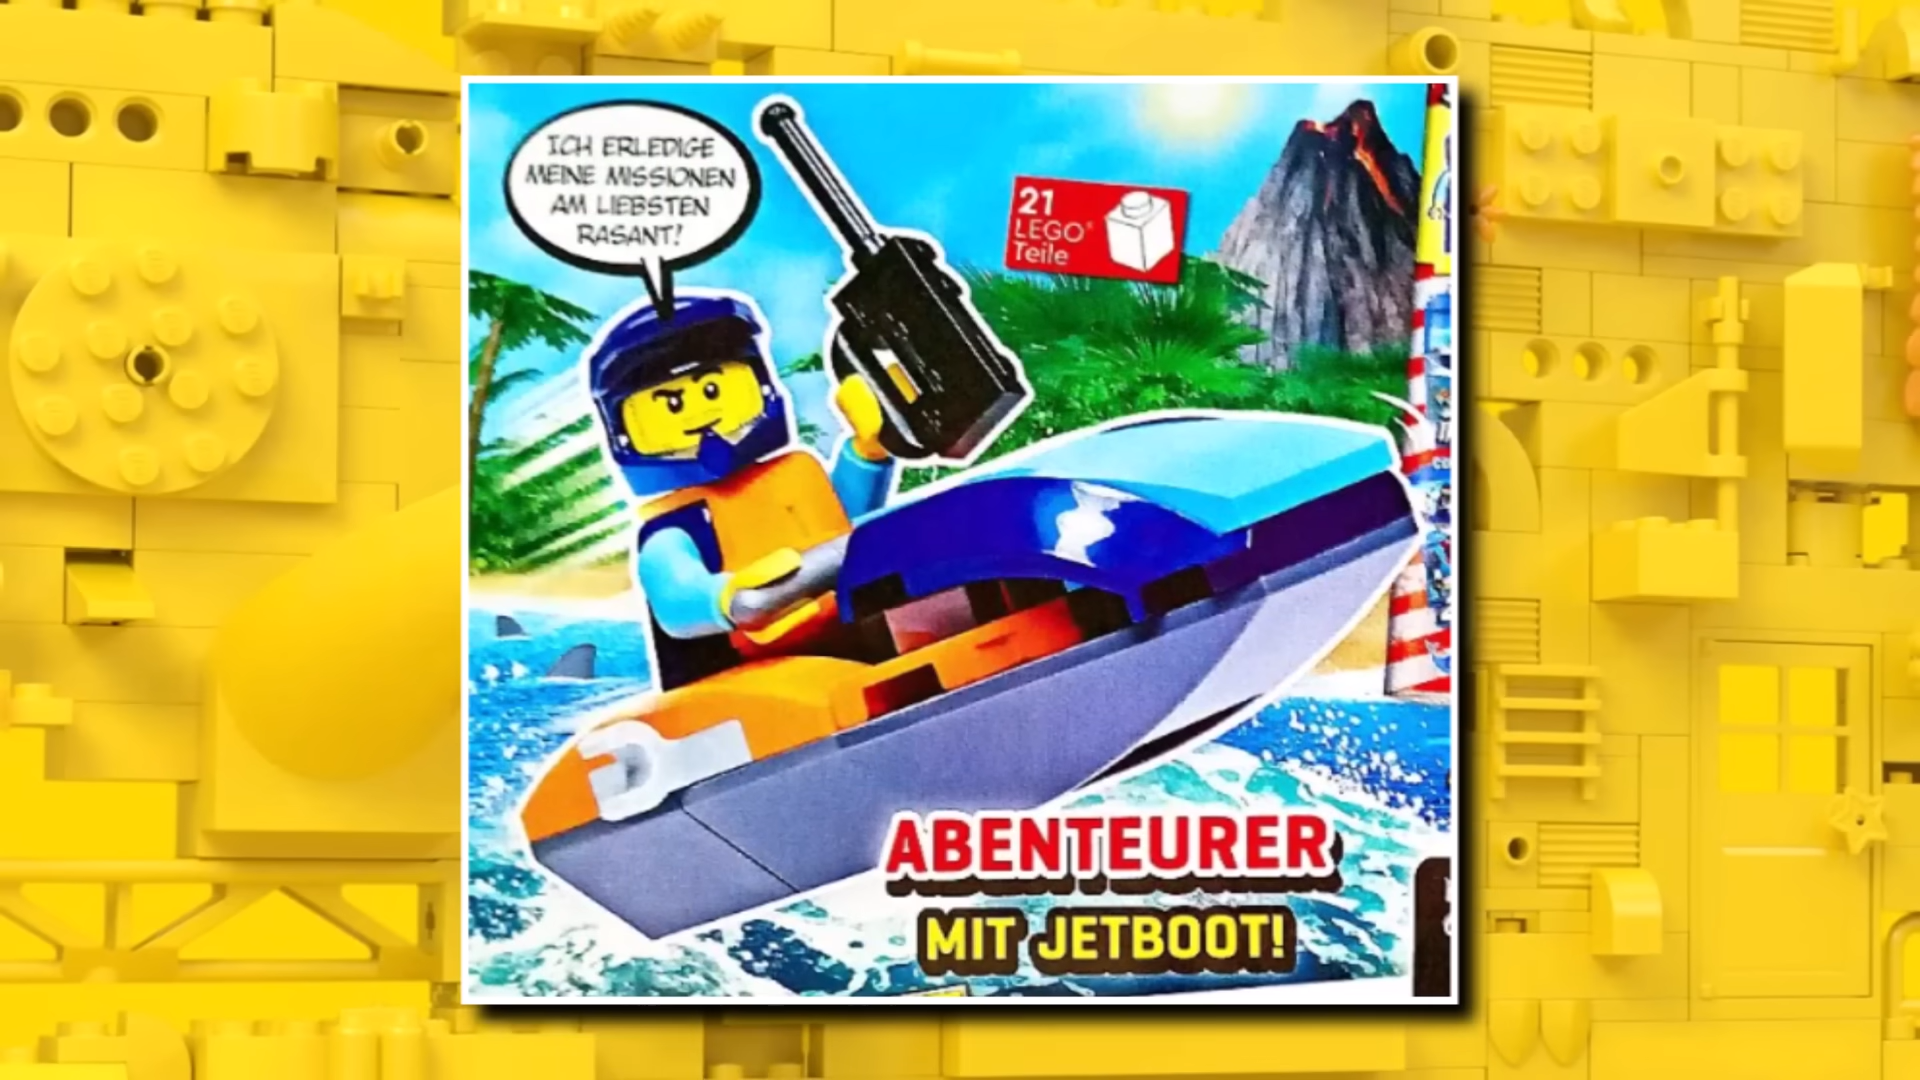 ICH ERLEDIGE
MEINE MISSIONEN
AM LIEBSTEN
RASANT!
21
LEGO®
Teile
ABENTEURER
MIT JETBOOT!